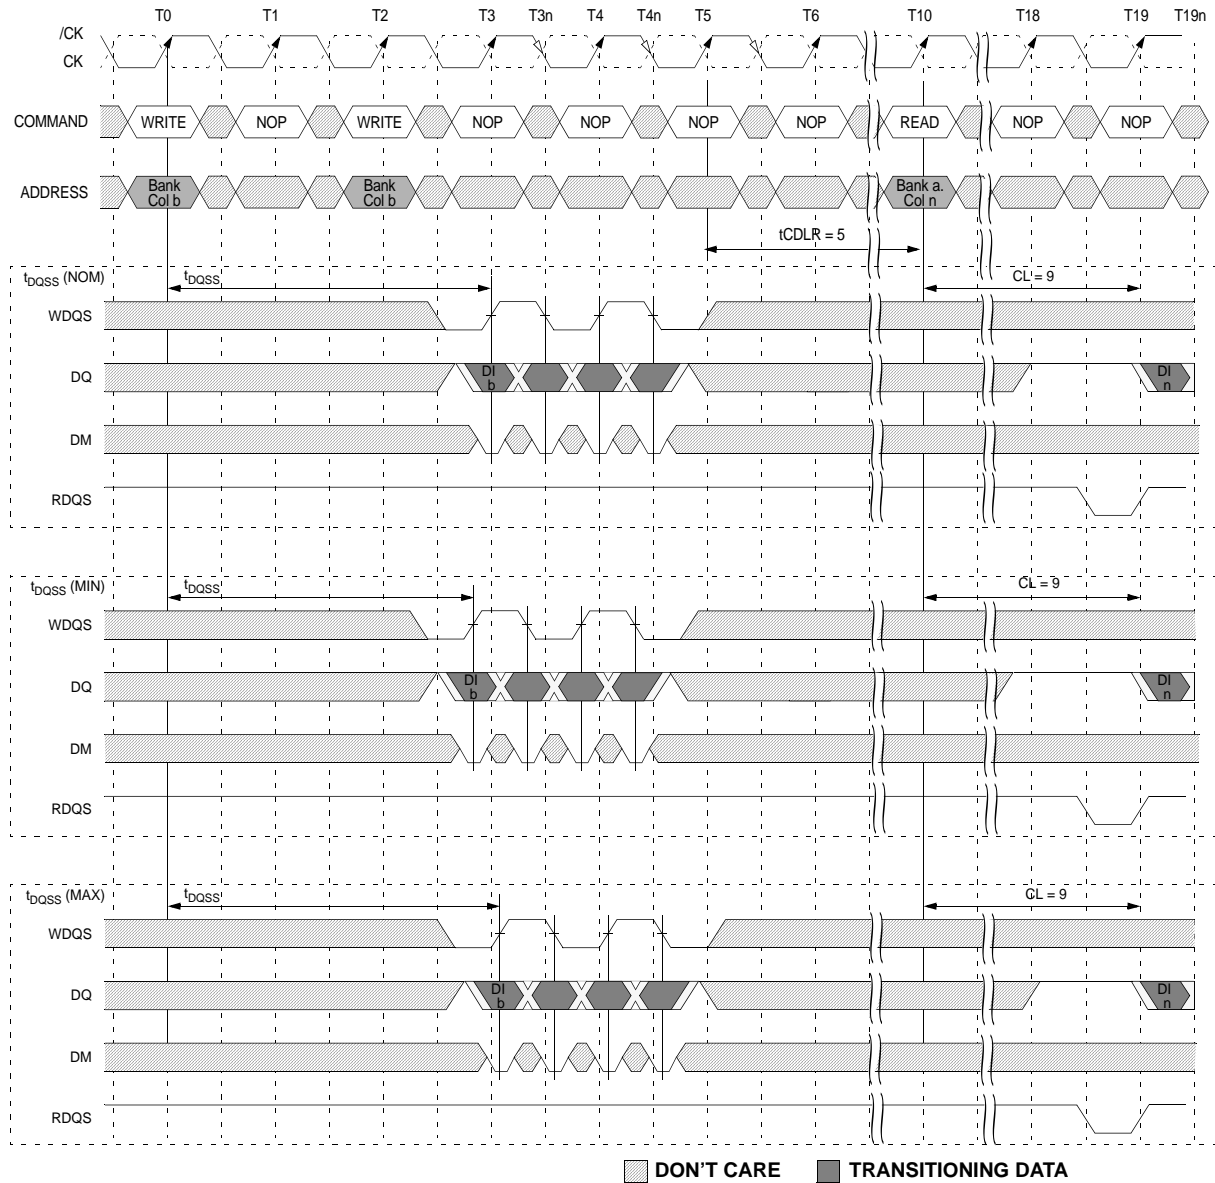 T0 T1 T2 T3 T3n T4 T4n T5 T6 T10 T18 T19 T19n
/CK
CK
COMMAND WRITE NOP WRITE NOP NOP NOP NOP READ NOP NOP
ADDRESS Bank Col b Bank Col b Bank a. Col n
tCDLR = 5
tDQSS (NOM) tDQSS CL = 9
WDQS
DQ DI b DI n
DM
RDQS
tDQSS (MIN) tDQSS CL = 9
WDQS
DQ DI b DI n
DM
RDQS
tDQSS (MAX) tDQSS CL = 9
WDQS
DQ DI b DI n
DM
RDQS
DON'T CARE TRANSITIONING DATA